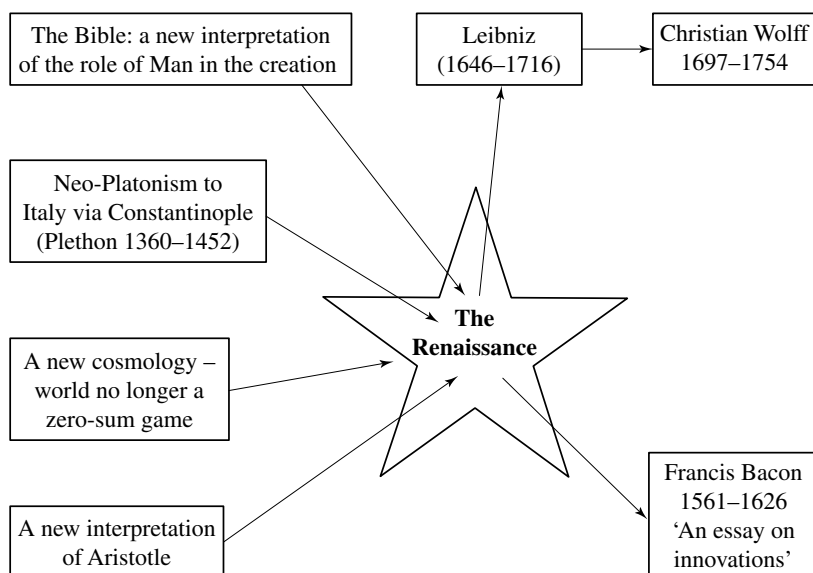 The Bible: a new interpretation
of the role of Man in the creation
Leibniz
(1646–1716)
Christian Wolff
1697–1754
Neo-Platonism to
Italy via Constantinople
(Plethon 1360–1452)
The
Renaissance
A new cosmology –
world no longer a
zero-sum game
Francis Bacon
1561–1626
‘An essay on
innovations’
A new interpretation
of Aristotle